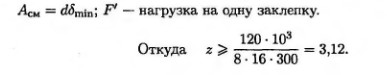 A_см = dδ_min; F′ — нагрузка на одну заклепку.
Откуда z ⩾ 120 · 10³ / 8 · 16 · 300 = 3,12.